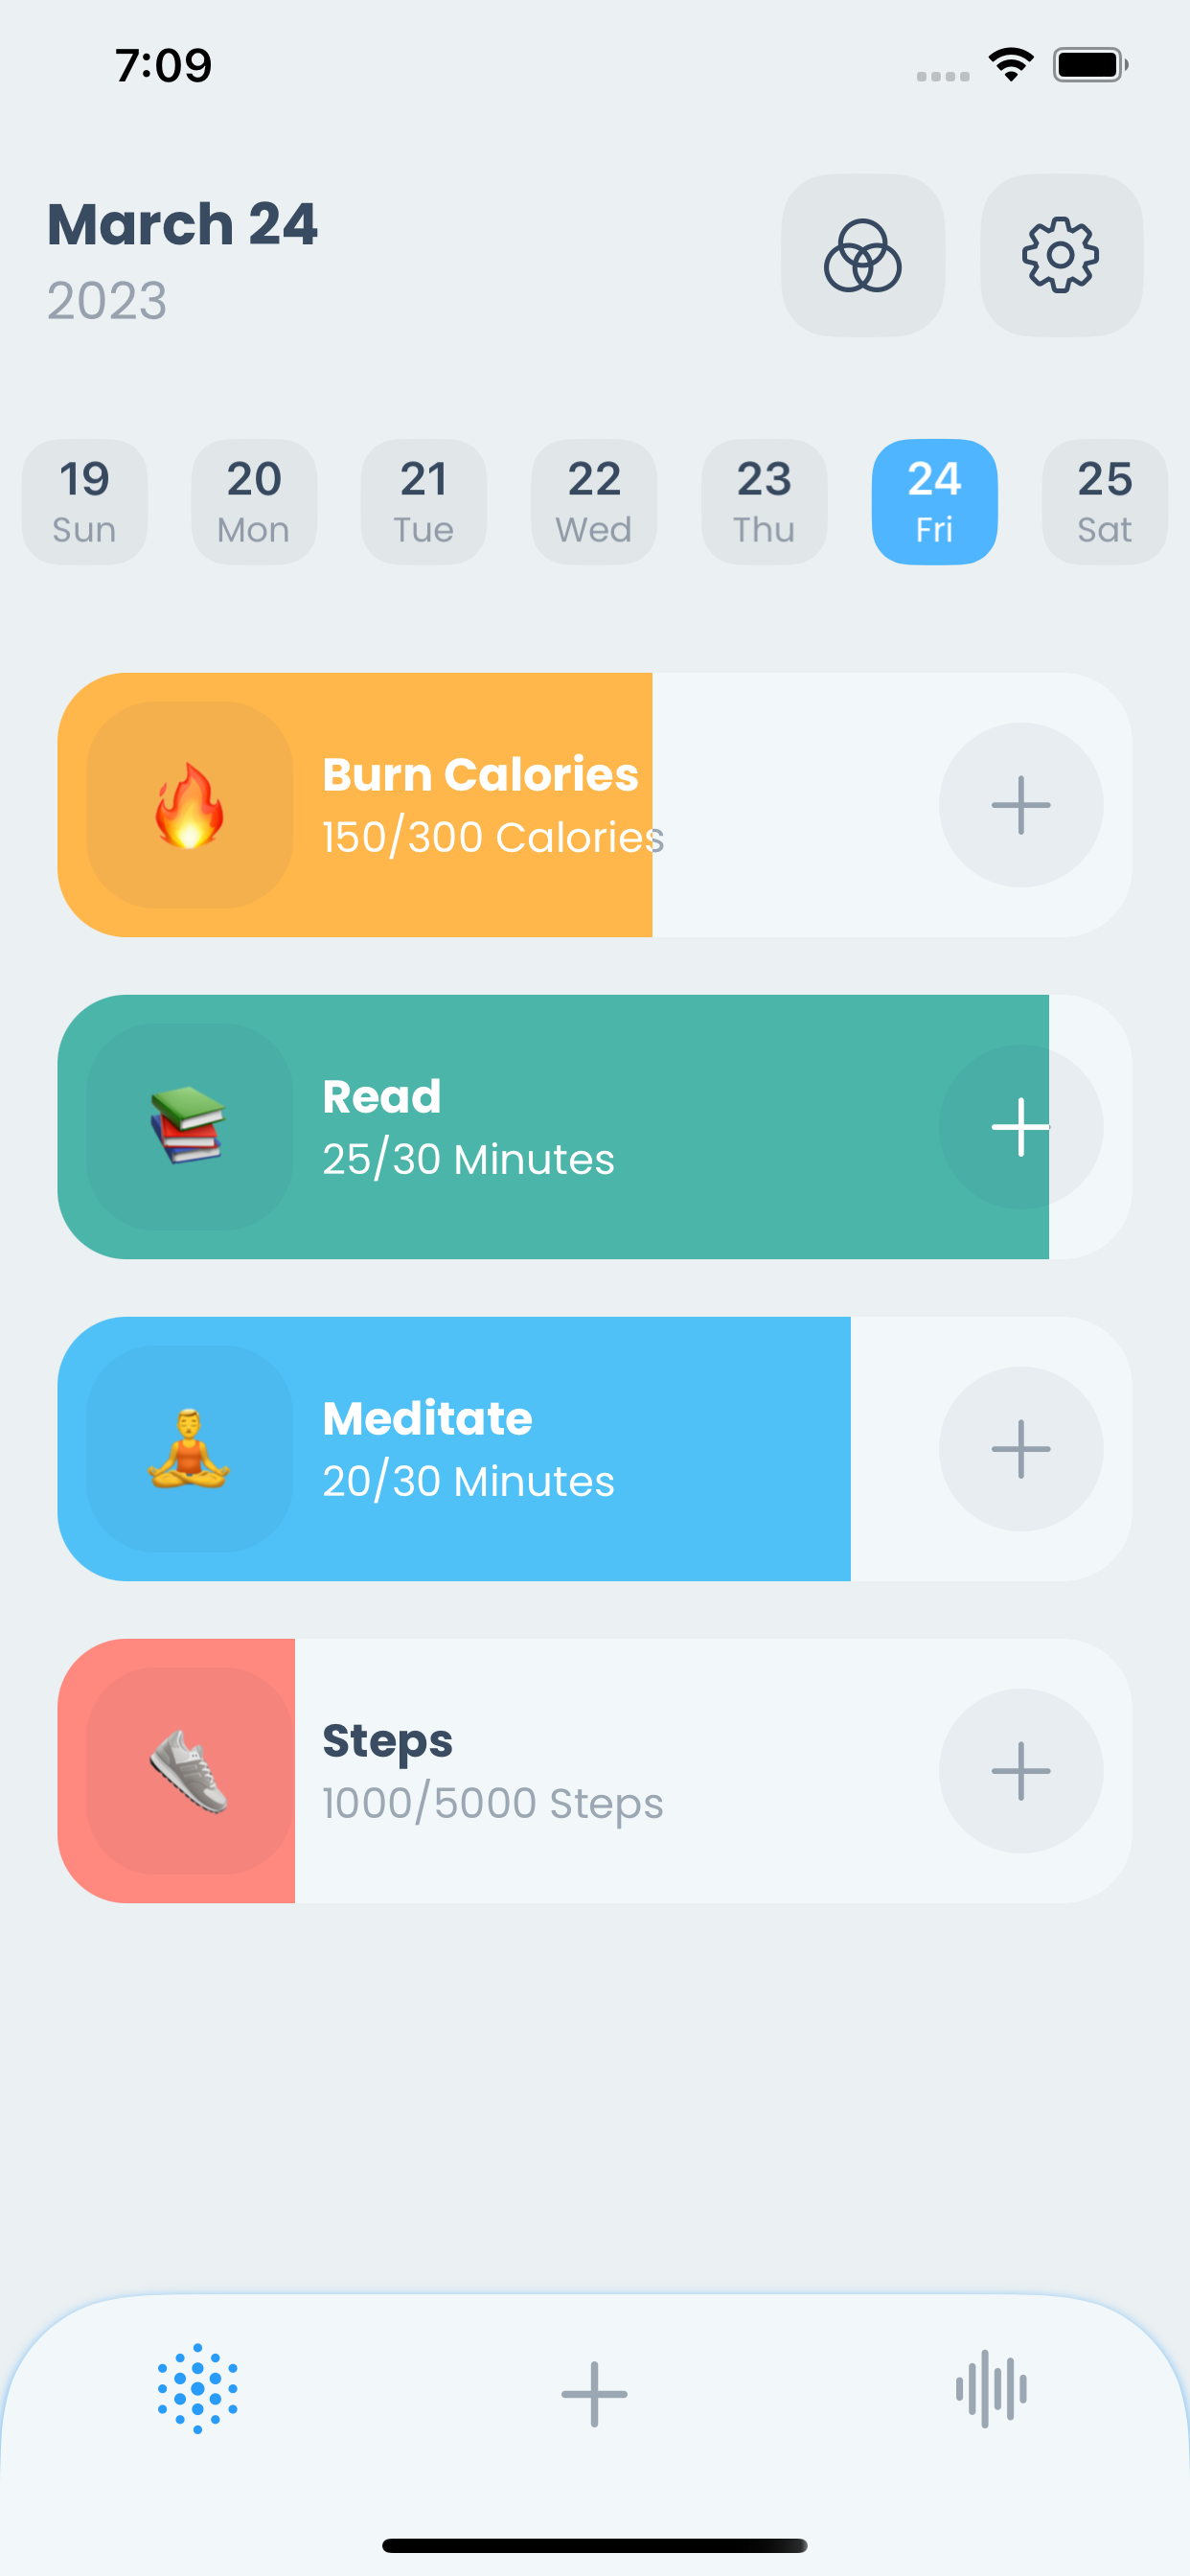 7:09
March 24
2023
19 20 21 22 23 24 25
Sun Mon Tue Wed Thu Fri Sat
Burn Calories
150/300 Calories
Read
25/30 Minutes
Meditate
20/30 Minutes
Steps
1000/5000 Steps